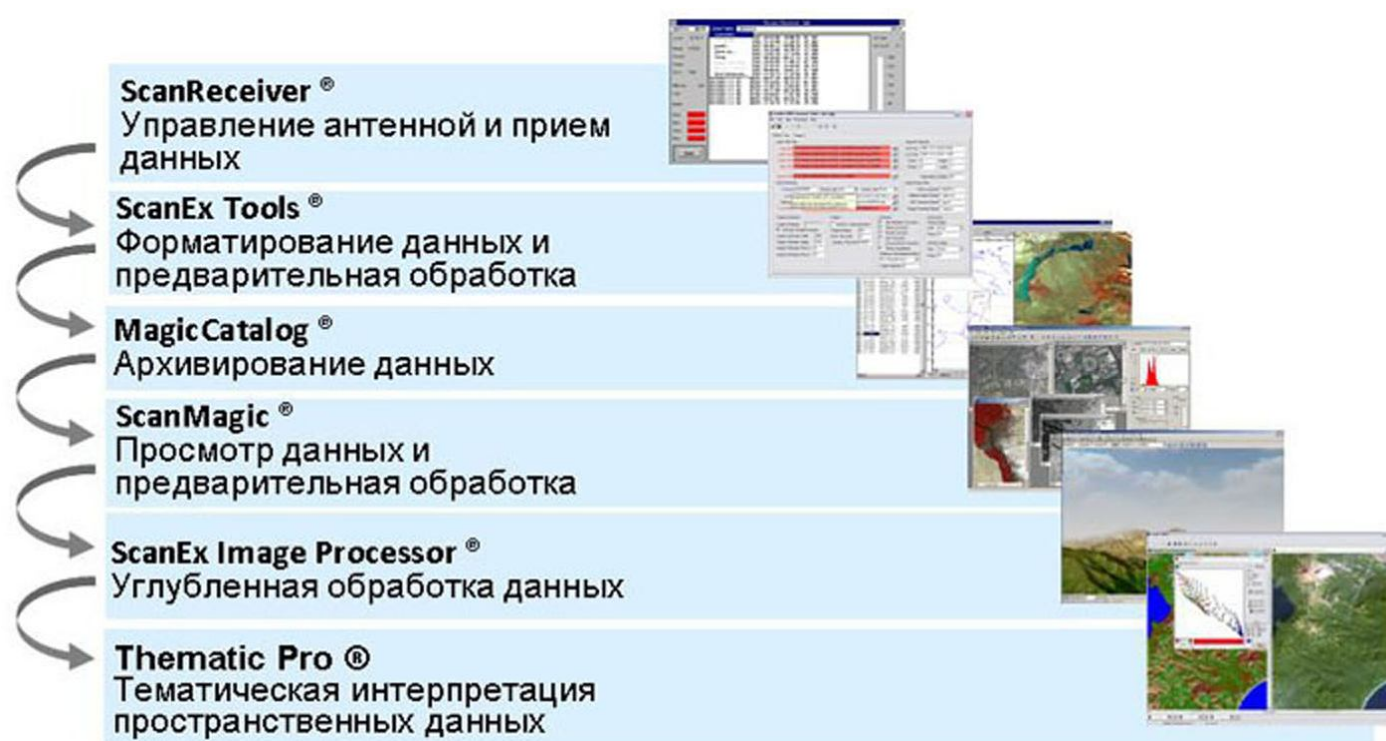 ScanReceiver ®
Управление антенной и прием
данных
ScanEx Tools ®
Форматирование данных и
предварительная обработка
MagicCatalog ®
Архивирование данных
ScanMagic ®
Просмотр данных и
предварительная обработка
ScanEx Image Processor ®
Углубленная обработка данных
Thematic Pro ®
Тематическая интерпретация
пространственных данных